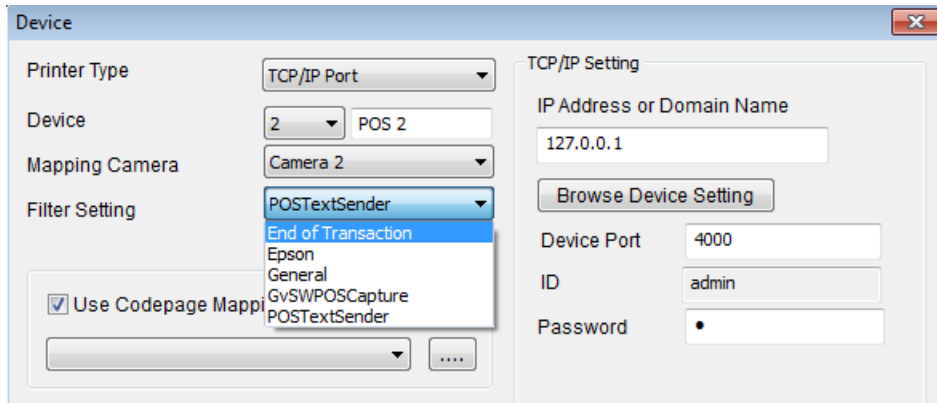 Device
Printer Type
TCP/IP Port
Device
2
POS 2
Mapping Camera
Camera 2
Filter Setting
POSTextSender
End of Transaction
Epson
General
GvSWPOSCapture
POSTextSender
Use Codepage Mappi
....
TCP/IP Setting
IP Address or Domain Name
127.0.0.1
Browse Device Setting
Device Port
4000
ID
admin
Password